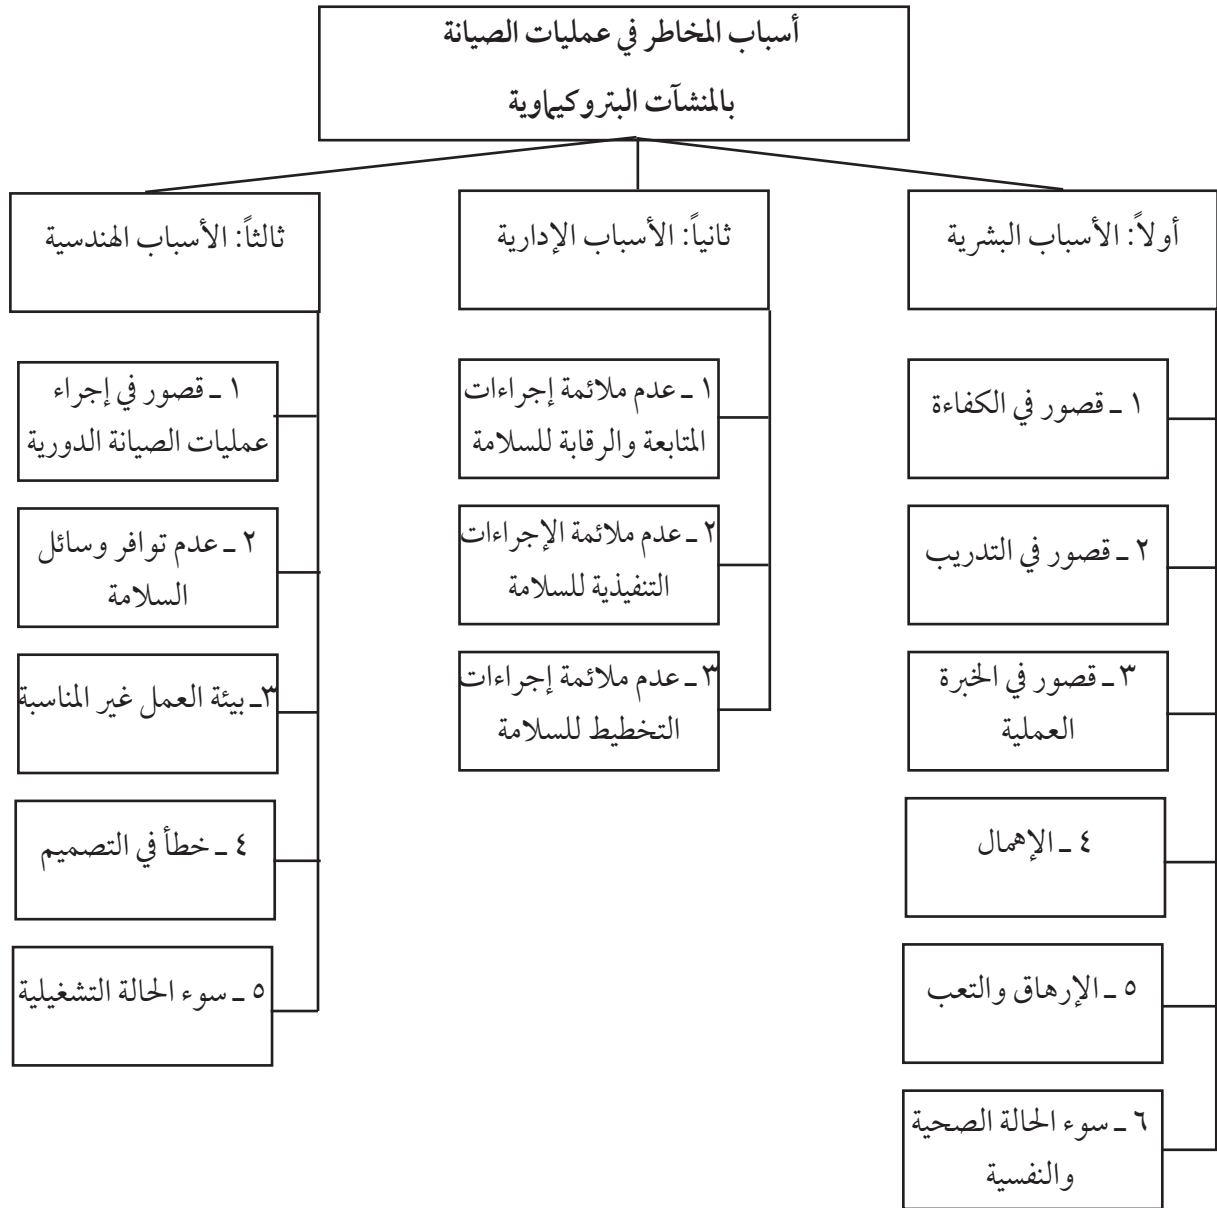 أسباب المخاطر في عمليات الصيانة
بالمنشآت البتروكيماوية
أولاً: الأسباب البشرية
١ ـ قصور في الكفاءة
٢ ـ قصور في التدريب
٣ ـ قصور في الخبرة
العملية
٤ ـ الإهمال
٥ ـ الإرهاق والتعب
٦ ـ سوء الحالة الصحية
والنفسية
ثانياً: الأسباب الإدارية
١ ـ عدم ملائمة إجراءات
المتابعة والرقابة للسلامة
٢ ـ عدم ملائمة الإجراءات
التنفيذية للسلامة
٣ ـ عدم ملائمة إجراءات
التخطيط للسلامة
ثالثاً: الأسباب الهندسية
١ ـ قصور في إجراء
عمليات الصيانة الدورية
٢ ـ عدم توافر وسائل
السلامة
٣ـ بيئة العمل غير المناسبة
٤ ـ خطأ في التصميم
٥ ـ سوء الحالة التشغيلية